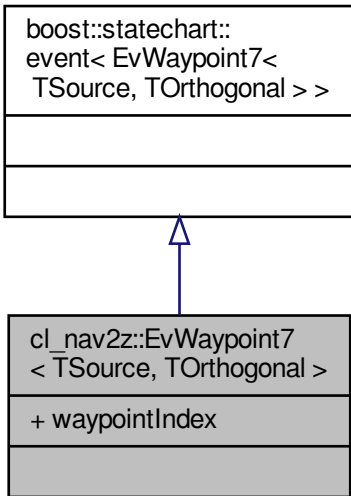 boost::statechart::
event< EvWaypoint7<
TSource, TOrthogonal > >
cl_nav2z::EvWaypoint7
< TSource, TOrthogonal >
+ waypointIndex